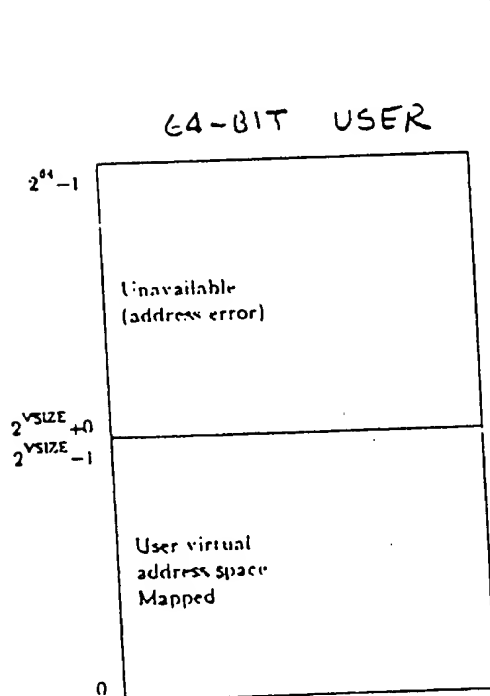 64-BIT USER
2^64−1
Unavailable
(address error)
2^VSIZE+0
2^VSIZE−1
User virtual
address space
Mapped
0